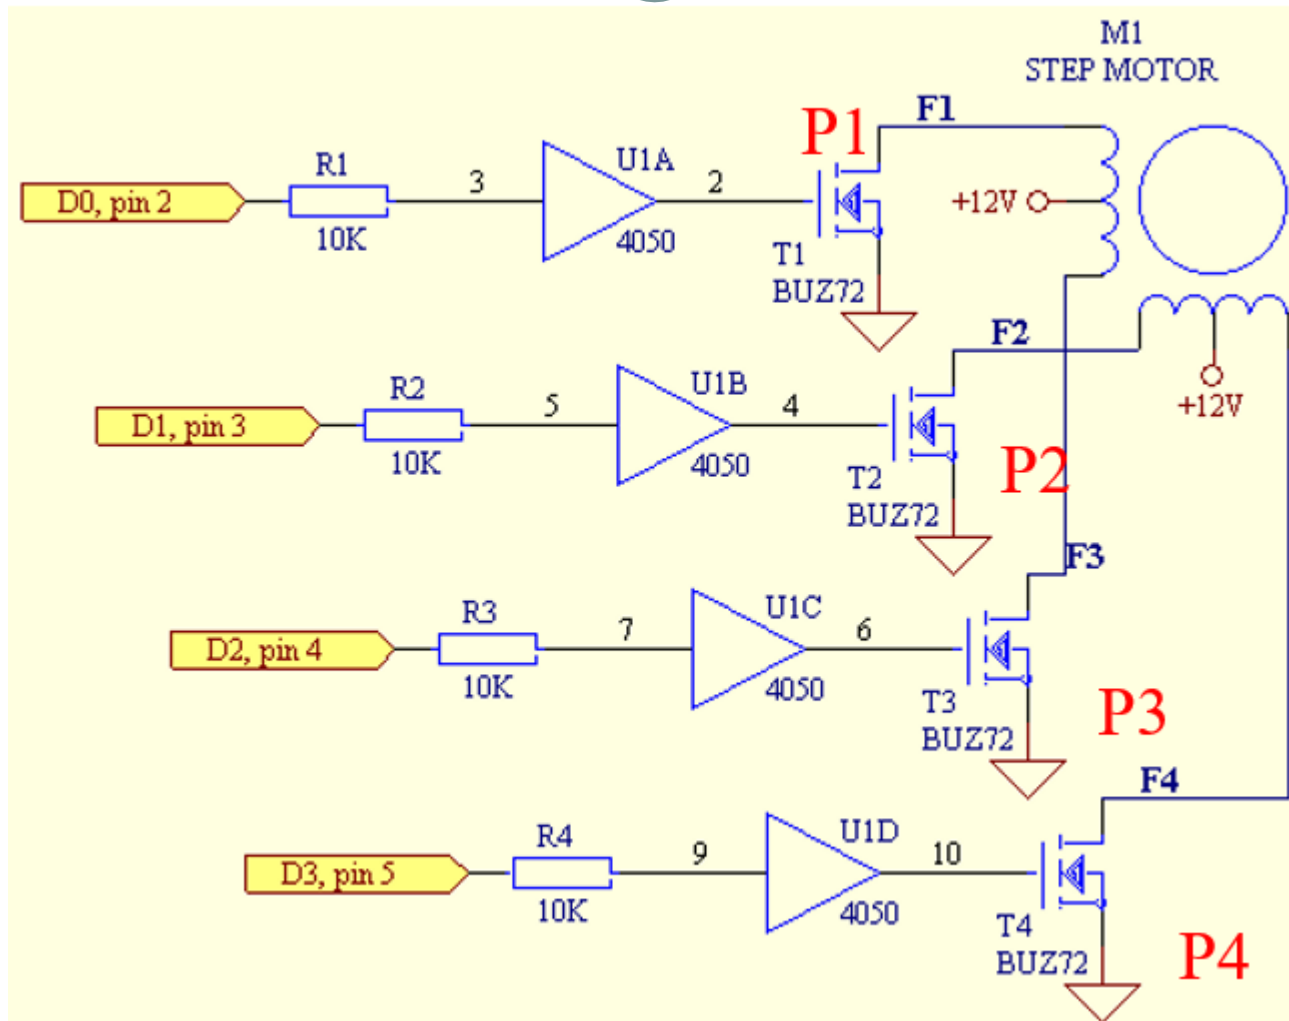 M1
STEP MOTOR
P1
F1
D0, pin 2
R1
10K
3
U1A
4050
2
T1
BUZ72
+12V
F2
+12V
D1, pin 3
R2
10K
5
U1B
4050
4
T2
BUZ72
P2
F3
D2, pin 4
R3
10K
7
U1C
4050
6
T3
BUZ72
P3
F4
D3, pin 5
R4
10K
9
U1D
4050
10
T4
BUZ72
P4